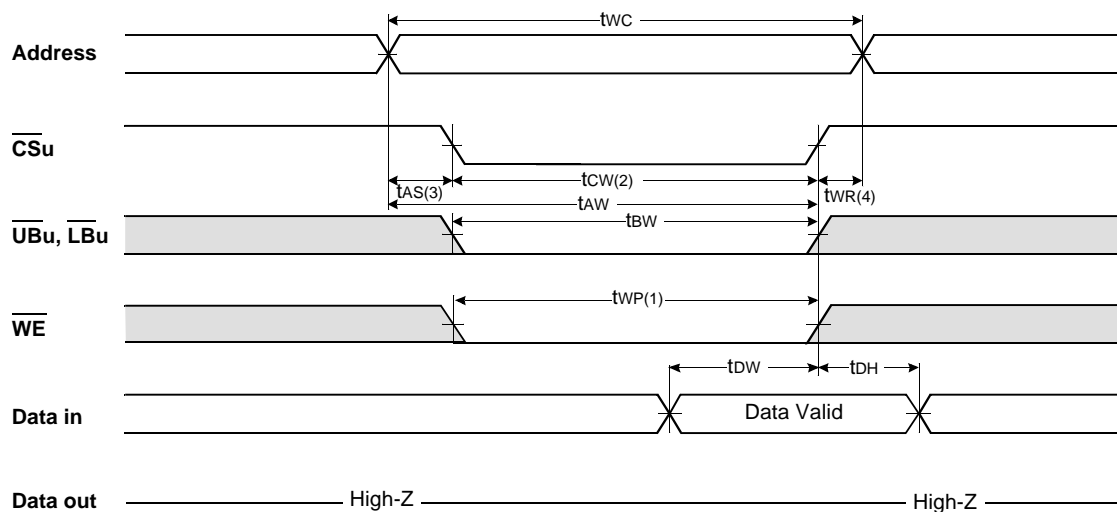 tWC
Address
CSu
tAS(3)
tCW(2)
tWR(4)
tAW
UBu, LBu
tBW
WE
tWP(1)
tDW
tDH
Data in
Data Valid
Data out
High-Z
High-Z